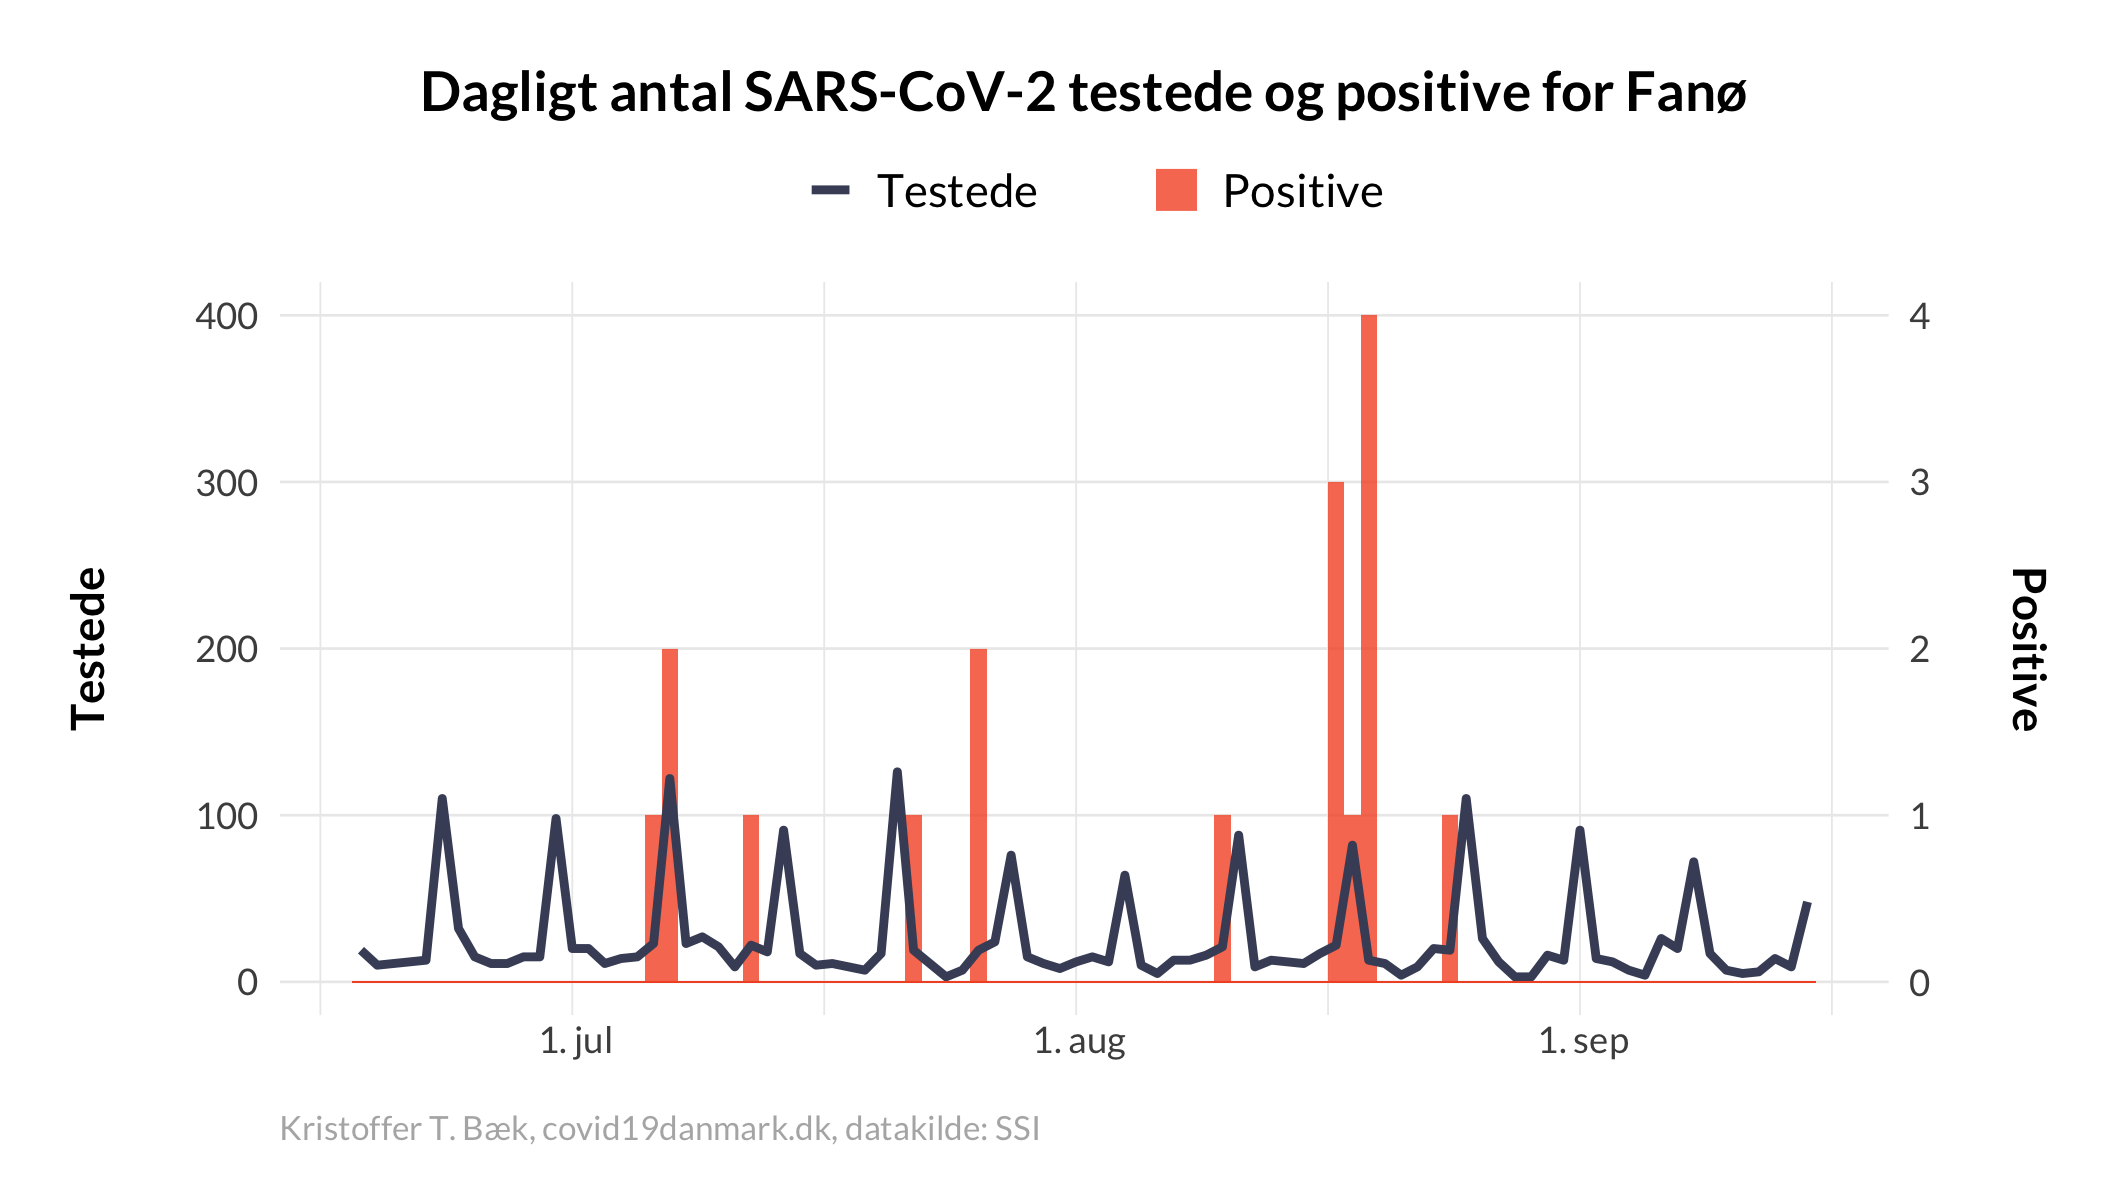 Dagligt antal SARS-CoV-2 testede og positive for Fanø
Testede Positive
400 4
300 3
200 2
100 1
0 0
Testede
Positive
1. jul 1. aug 1. sep
Kristoffer T. Bæk, covid19danmark.dk, datakilde: SSI